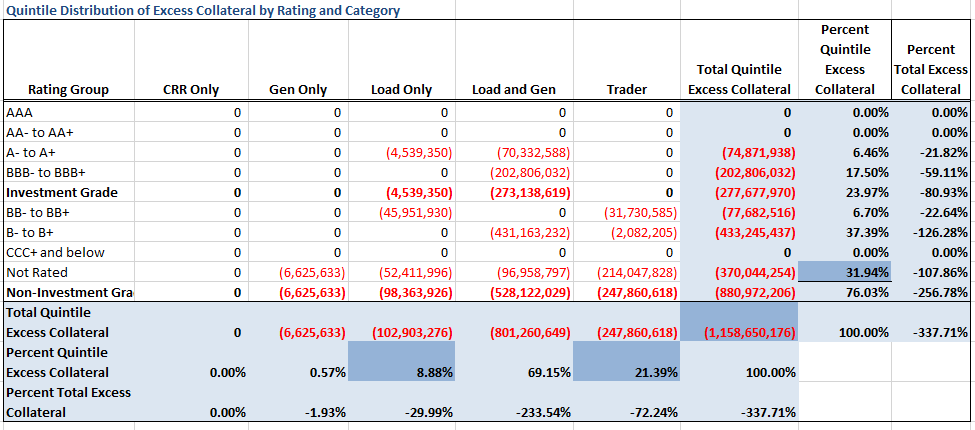 Quintile Distribution of Excess Collateral by Rating and Category
Rating Group CRR Only Gen Only Load Only Load and Gen Trader Total Quintile Excess Collateral Percent Quintile Excess Collateral Percent Total Excess Collateral
AAA 0 0 0 0 0 0 0.00% 0.00%
AA- to AA+ 0 0 0 0 0 0 0.00% 0.00%
A- to A+ 0 0 (4,539,350) (70,332,588) 0 (74,871,938) 6.46% -21.82%
BBB- to BBB+ 0 0 0 (202,806,032) 0 (202,806,032) 17.50% -59.11%
Investment Grade 0 0 (4,539,350) (273,138,619) 0 (277,677,970) 23.97% -80.93%
BB- to BB+ 0 0 (45,951,930) 0 (31,730,585) (77,682,516) 6.70% -22.64%
B- to B+ 0 0 0 (431,163,232) (2,082,205) (433,245,437) 37.39% -126.28%
CCC+ and below 0 0 0 0 0 0 0.00% 0.00%
Not Rated 0 (6,625,633) (52,411,996) (96,958,797) (214,047,828) (370,044,254) 31.94% -107.86%
Non-Investment Gra 0 (6,625,633) (98,363,926) (528,122,029) (247,860,618) (880,972,206) 76.03% -256.78%
Total Quintile
Excess Collateral 0 (6,625,633) (102,903,276) (801,260,649) (247,860,618) (1,158,650,176) 100.00% -337.71%
Percent Quintile
Excess Collateral 0.00% 0.57% 8.88% 69.15% 21.39% 100.00%
Percent Total Excess
Collateral 0.00% -1.93% -29.99% -233.54% -72.24% -337.71%